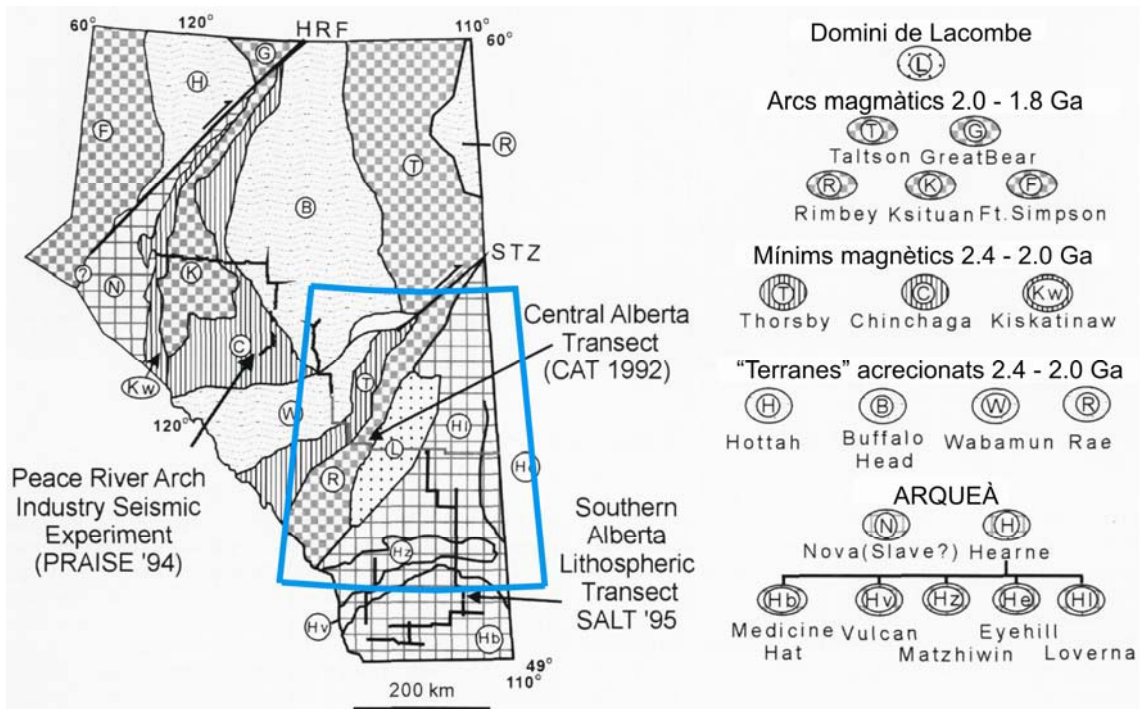 60°
120°
HRF
110°
60°
G
H
F
R
T
B
STZ
?
N
K
C
Kw
120°
T
W
Hl
L
He
R
Hz
Hv
Hb
Central Alberta
Transect
(CAT 1992)
Peace River Arch
Industry Seismic
Experiment
(PRAISE '94)
Southern
Alberta
Lithospheric
Transect
SALT '95
49°
110°
200 km
Domini de Lacombe
L
Arcs magmàtics 2.0 - 1.8 Ga
T G
Taltson GreatBear
R K F
Rimbey Ksituan Ft.Simpson
Mínims magnètics 2.4 - 2.0 Ga
T C Kw
Thorsby Chinchaga Kiskatinaw
“Terranes” acrecionats 2.4 - 2.0 Ga
H B W R
Hottah Buffalo Head Wabamun Rae
ARQUEÀ
N H
Nova(Slave?) Hearne
Hb Hv Hz He Hl
Medicine Hat Vulcan Matzhiwin Eyehill Loverna